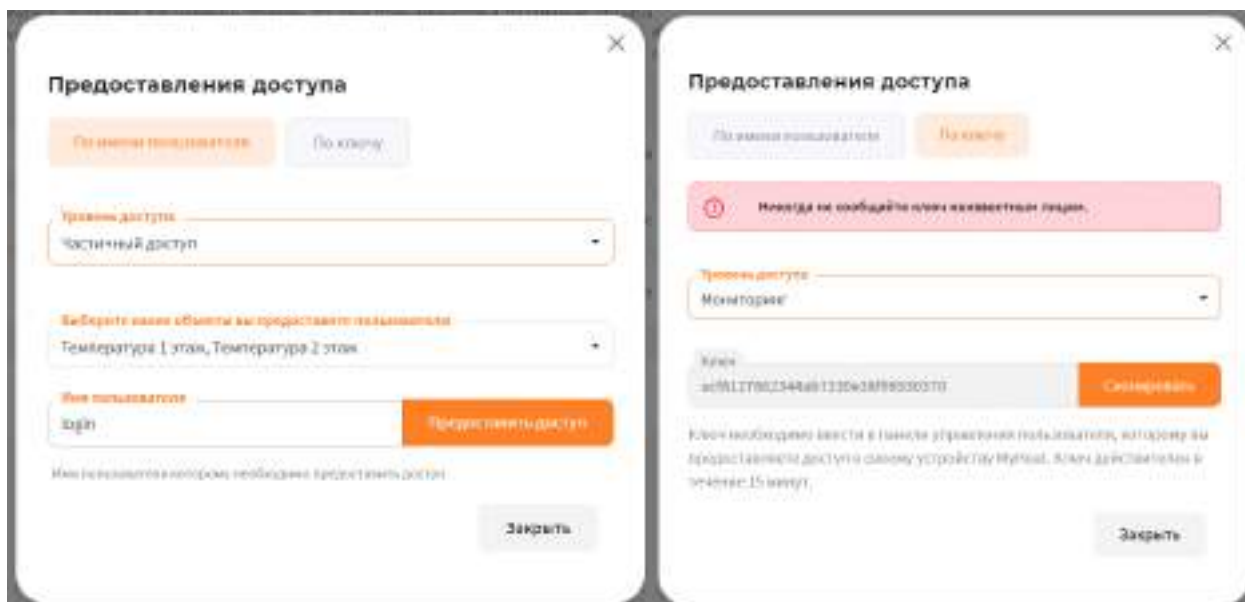 Предоставления доступа
По имени пользователя
По ключу
Уровень доступа
Частичный доступ
Выберите какие объекты вы предоставите пользователю
Температура 1 этаж, Температура 2 этаж
Имя пользователя
login
Предоставить доступ
Имя пользователя которому необходимо предоставить доступ
Закрыть
Предоставления доступа
По имени пользователя
По ключу
Никогда не сообщайте ключ неизвестным лицам.
Уровень доступа
Мониторинг
Ключ
Скопировать
Ключ необходимо ввести в панели управления пользователя, которому вы
предоставляете доступ к своему устройству MyHeat. Ключ действителен в
течение 15 минут.
Закрыть